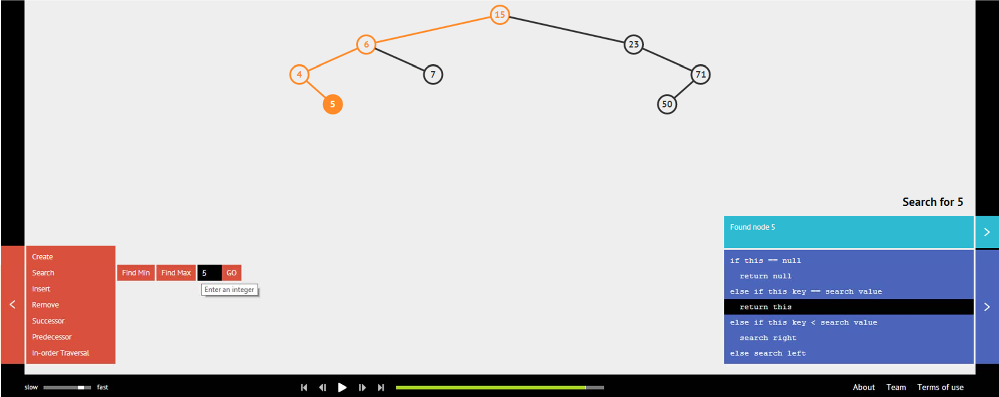 15
6
23
4
7
71
5
50
Search for 5
Found node 5
Create
Search
Find Min
Find Max
5
GO
Enter an integer
Insert
Remove
Successor
Predecessor
In-order Traversal
if this == null
return null
else if this key == search value
return this
else if this key < search value
search right
else search left
slow
fast
About
Team
Terms of use